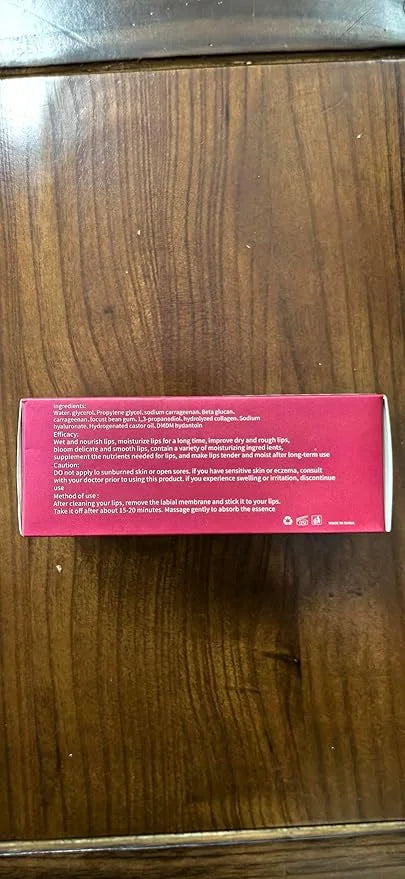 Ingredients:
Water, glycerol, Propylene glycol, sodium carrageenan, Beta glucan,
carrageenan, locust bean gum, 1,3-propanediol, hydrolyzed collagen, Sodium
hyaluronate, Hydrogenated castor oil, DMDM hydantoin
Efficacy:
Wet and nourish lips, moisturize lips for a long time, improve dry and rough lips,
bloom delicate and smooth lips, contain a variety of moisturizing ingred ients,
supplement the nutrients needed for lips, and make lips tender and moist after long-term use
Caution:
DO not apply to sunburned skin or open sores. if you have sensitive skin or eczema, consult
with your doctor prior to using this product. if you experience swelling or irritation, discontinue
use
Method of use :
After cleaning your lips, remove the labial membrane and stick it to your lips.
Take it off after about 15-20 minutes. Massage gently to absorb the essence
MADE IN CHINA